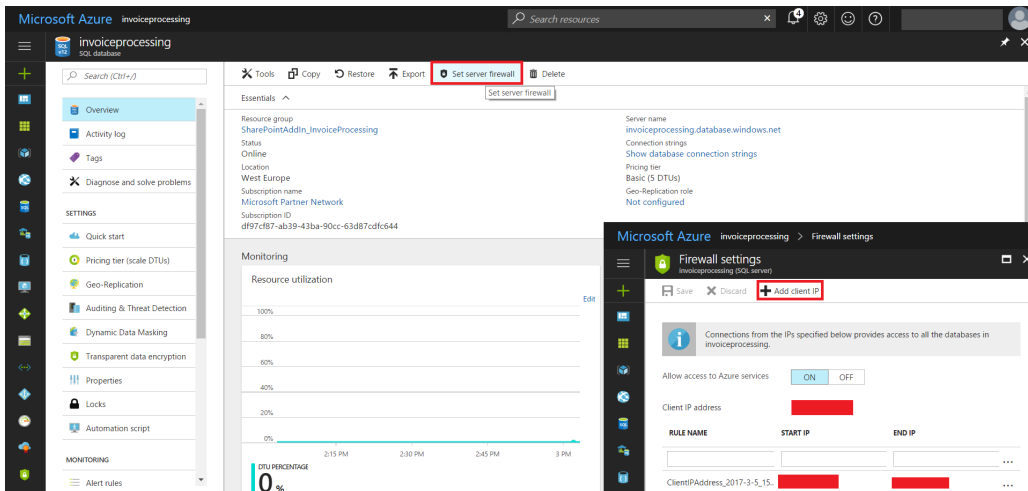 Microsoft Azure invoiceprocessing
Search resources
4
invoiceprocessing
SQL database
Search (Ctrl+/)
Overview
Activity log
Tags
Diagnose and solve problems
SETTINGS
Quick start
Pricing tier (scale DTUs)
Geo-Replication
Auditing & Threat Detection
Dynamic Data Masking
Transparent data encryption
Properties
Locks
Automation script
MONITORING
Alert rules
Tools Copy Restore Export Set server firewall Delete
Set server firewall
Essentials
Resource group
SharePointAddIn_InvoiceProcessing
Status
Online
Location
West Europe
Subscription name
Microsoft Partner Network
Subscription ID
df97cf87-ab39-43ba-90cc-63d87cdfc644
Server name
invoiceprocessing.database.windows.net
Connection strings
Show database connection strings
Pricing tier
Basic (5 DTUs)
Geo-Replication role
Not configured
Monitoring
Resource utilization
Edit
100%
80%
60%
40%
20%
0%
2:15 PM 2:30 PM 2:45 PM 3 PM
DTU PERCENTAGE
0 %
Microsoft Azure invoiceprocessing > Firewall settings
Firewall settings
invoiceprocessing (SQL server)
Save Discard Add client IP
Connections from the IPs specified below provides access to all the databases in
invoiceprocessing.
Allow access to Azure services ON OFF
Client IP address
RULE NAME START IP END IP
...
ClientIPAddress_2017-3-5_15.. ...